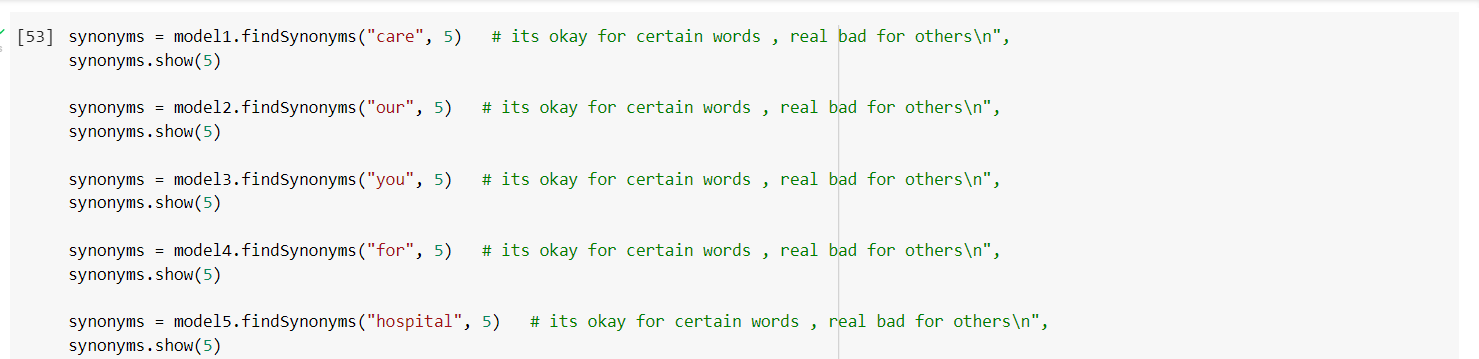 [53] synonyms = model1.findSynonyms("care", 5)   # its okay for certain words , real bad for others\n",
synonyms.show(5)
synonyms = model2.findSynonyms("our", 5)   # its okay for certain words , real bad for others\n",
synonyms.show(5)
synonyms = model3.findSynonyms("you", 5)   # its okay for certain words , real bad for others\n",
synonyms.show(5)
synonyms = model4.findSynonyms("for", 5)   # its okay for certain words , real bad for others\n",
synonyms.show(5)
synonyms = model5.findSynonyms("hospital", 5)   # its okay for certain words , real bad for others\n",
synonyms.show(5)